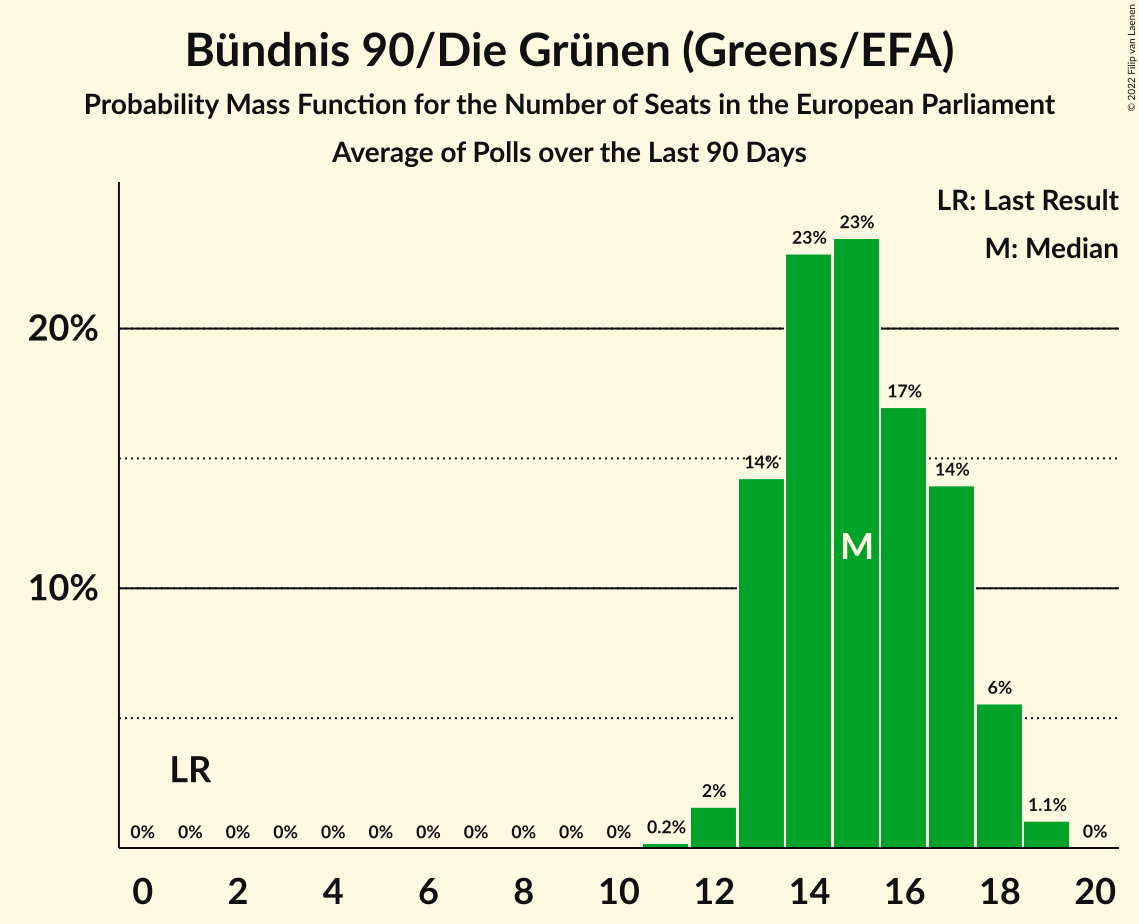 Bündnis 90/Die Grünen (Greens/EFA)
Probability Mass Function for the Number of Seats in the European Parliament
Average of Polls over the Last 90 Days
© 2022 Filip van Laenen
LR: Last Result
M: Median
23%
23%
20%
17%
14%
14%
M
10%
6%
LR
2%
1.1%
0% 0% 0% 0% 0% 0% 0% 0% 0% 0% 0% 0.2% 0%
0 2 4 6 8 10 12 14 16 18 20